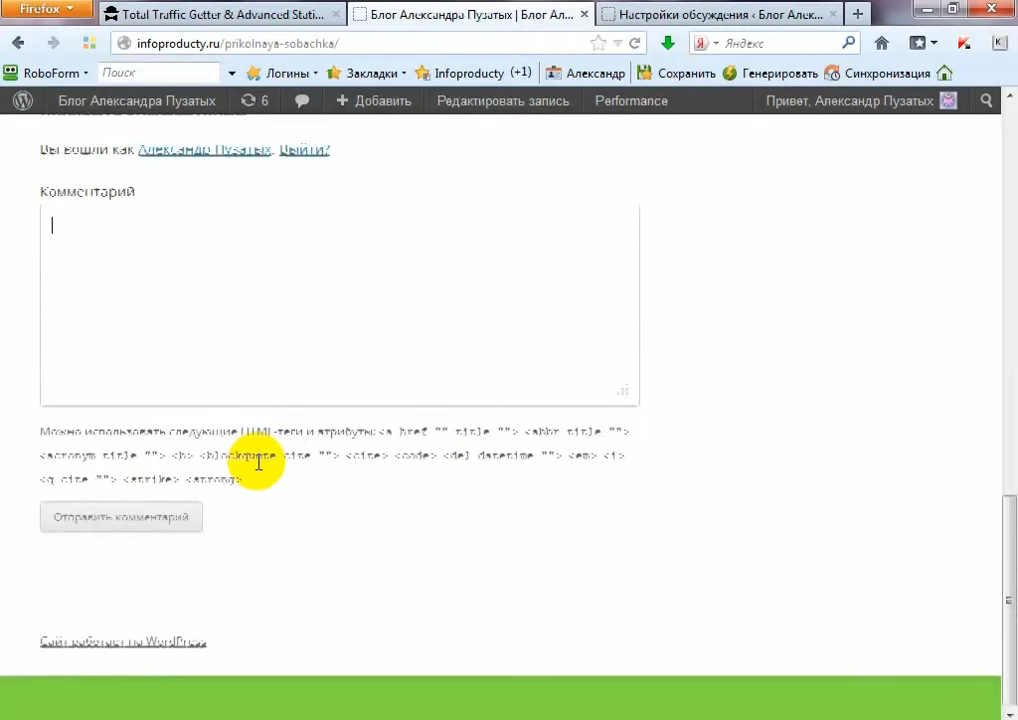 Firefox
Total Traffic Getter & Advanced Stati...
Блог Александра Пузатых | Блог Ал...
Настройки обсуждения ‹ Блог Алек...
infoproducty.ru/prikolnaya-sobachka/
Яндекс
RoboForm
Поиск
Логины
Закладки
Infoproducty (+1)
Александр
Сохранить
Генерировать
Синхронизация
Блог Александра Пузатых
6
Добавить
Редактировать запись
Performance
Привет, Александр Пузатых
Вы вошли как Александр Пузатых. Выйти?
Комментарий
Можно использовать следующие HTML-теги и атрибуты: <a href="" title=""> <abbr title="">
<acronym title=""> <b> <blockquote cite=""> <cite> <code> <del datetime=""> <em> <i>
<q cite=""> <strike> <strong>
Отправить комментарий
Сайт работает на WordPress